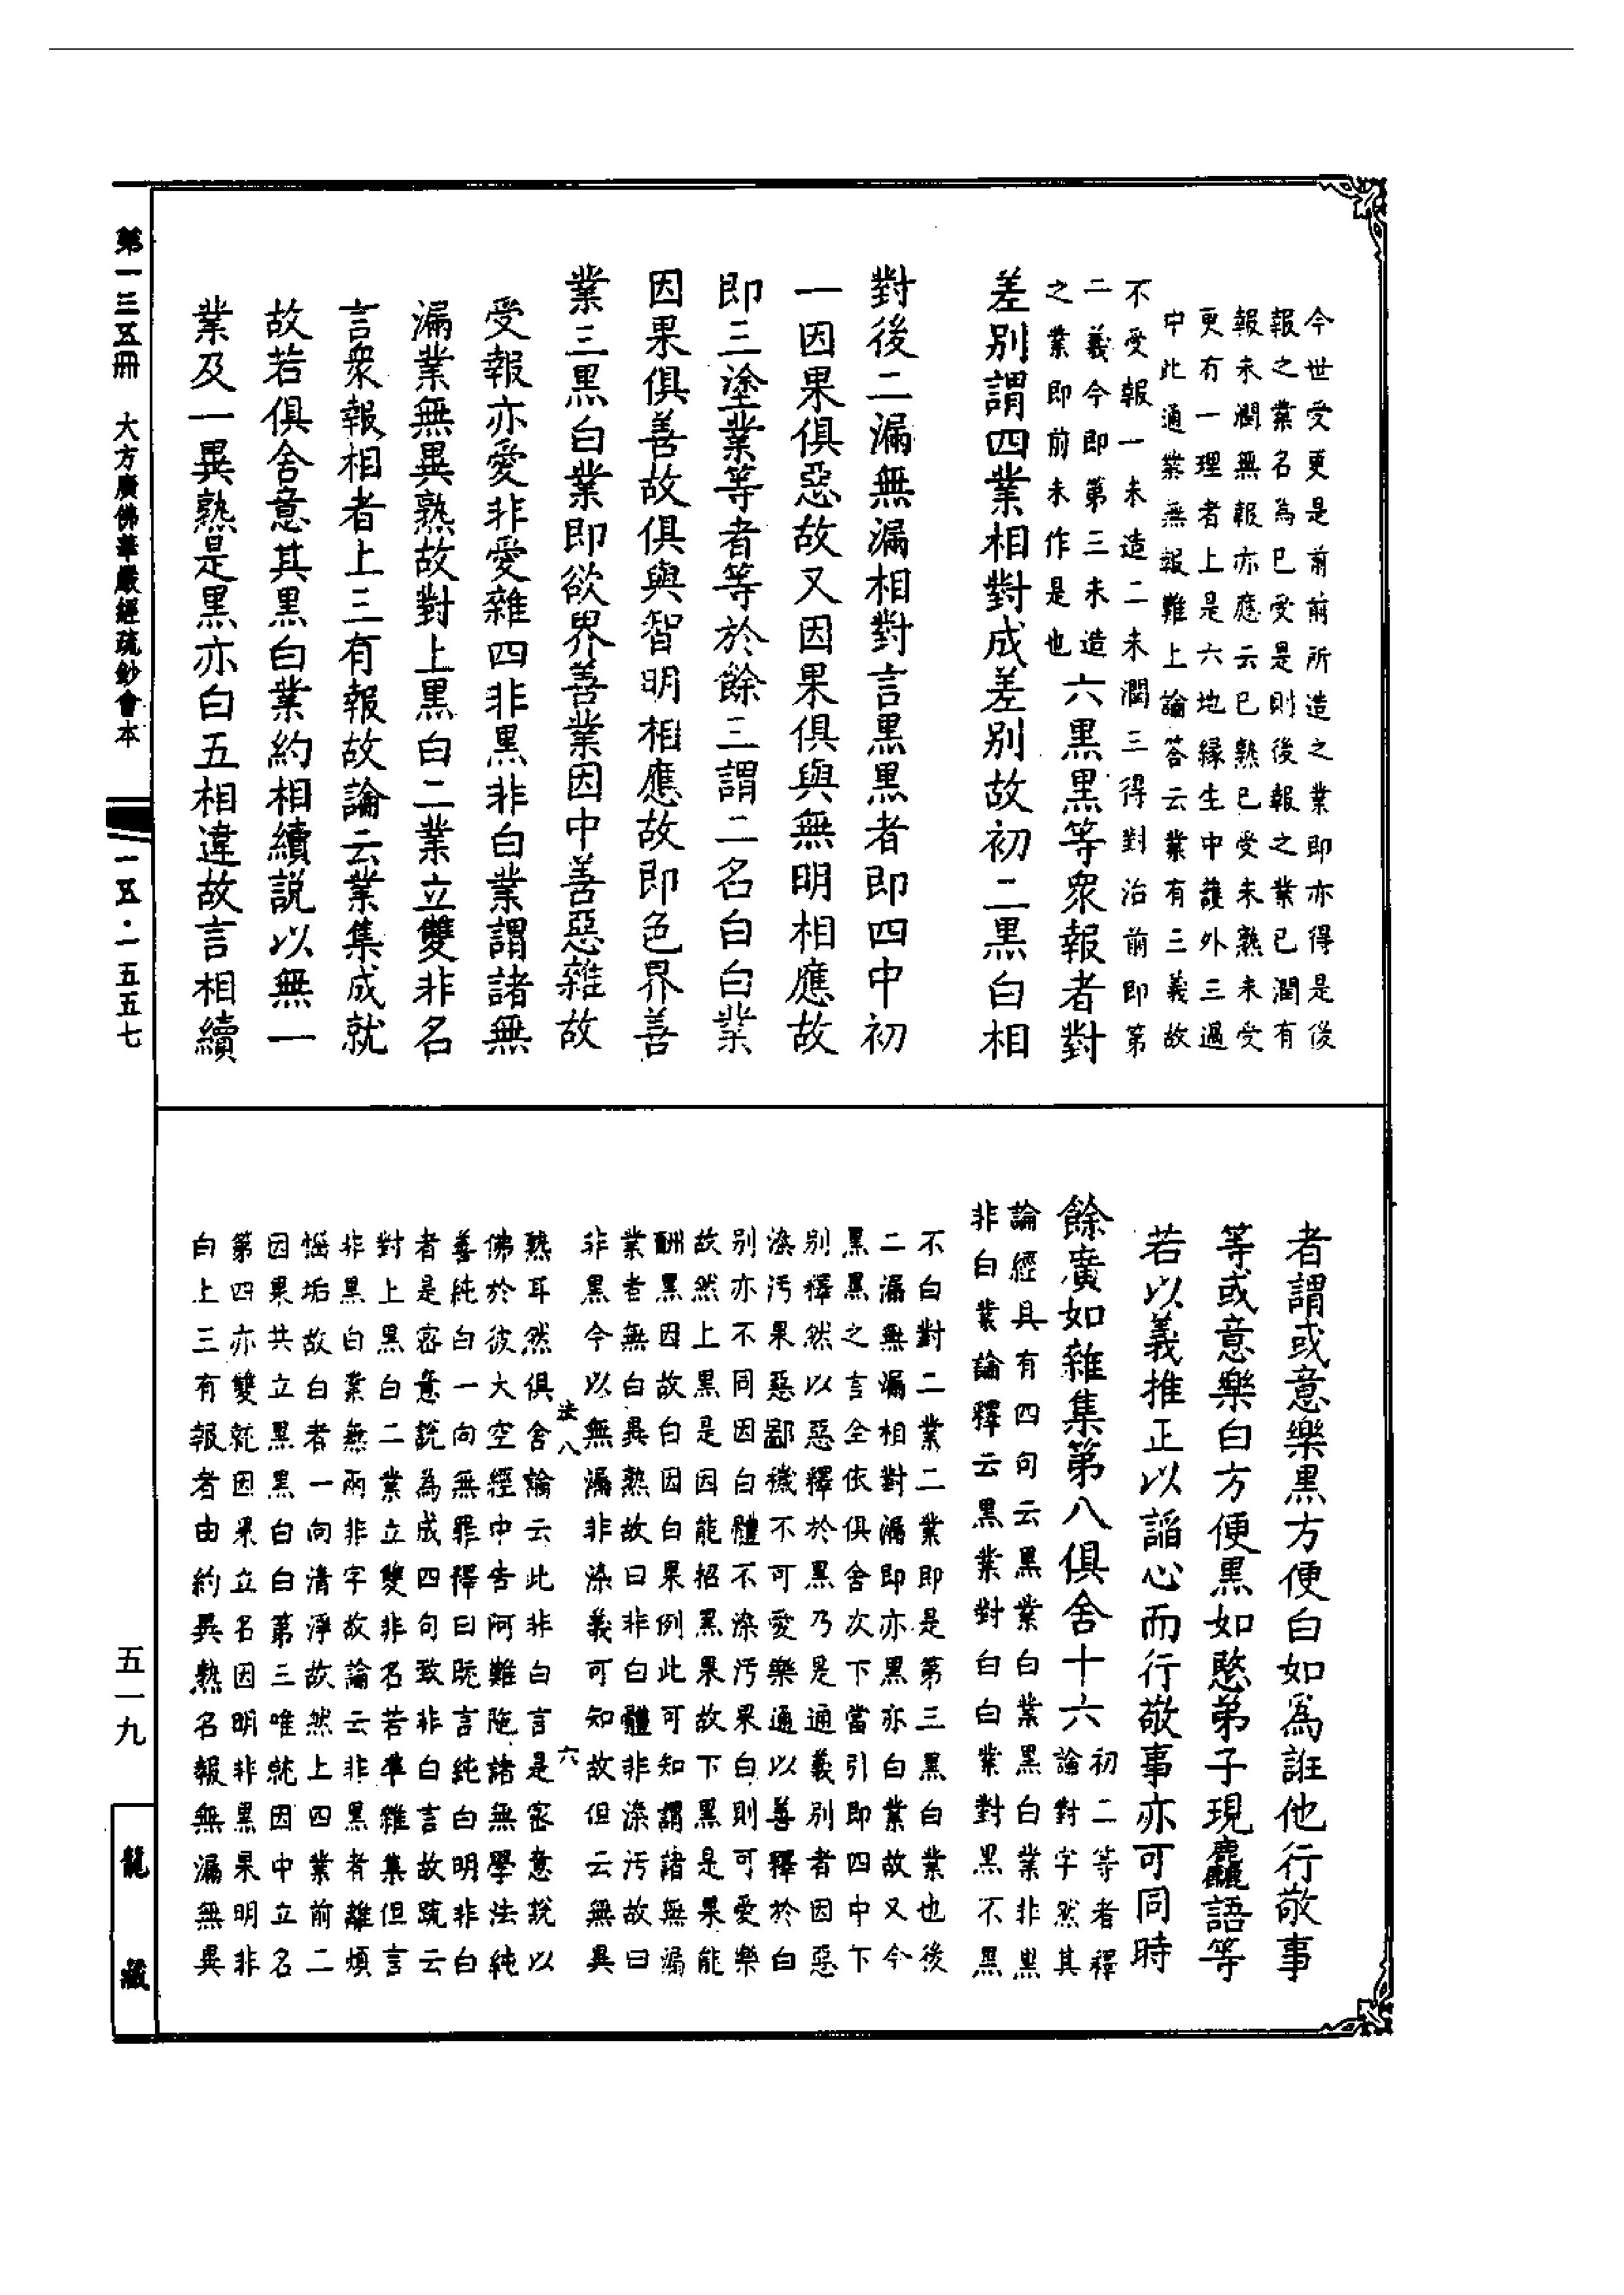 今世受更是前前所造之業即亦得是後
報之業名為已受是則後報之業已潤有
報未潤無報亦應云已熟已受未熟未受
更有一理者上是六地緣生中護外三過
中此通業無報難上論答云業有三義故
不受報一未造二未潤三得對治前即第
二義今即第三未造
之業即前未作是也
六黑黑等眾報者對
差別謂四業相對成差別故初二黑白相
對後二漏無漏相對言黑黑者即四中初
一因果俱惡故又因果俱與無明相應故
即三塗業等者等於餘三謂二名白白業
因果俱善故俱與智明相應故即色界善
業三黑白業即欲界善業因中善惡雜故
受報亦愛非愛雜四非黑非白業謂諸無
漏業無異熟故對上黑白二業立雙非名
言眾報相者上三有報故論云業集成就
故若俱舍意其黑白業約相續說以無一
業及一異熟是黑亦白五相違故言相續
者謂或意樂黑方便白如為誑他行敬事
等或意樂白方便黑如愍弟子現麤語等
若以義推正以諂心而行敬事亦可同時
餘廣如雜集第八俱舍十六
初二等者釋
論對字然其
論經具有四句云黑業白業黑白業非黑
非白業論釋云黑業對白白業對黑不黑
不白對二業二業即是第三黑白業也後
二漏無漏相對漏即亦黑亦白業故又今
黑黑之言全依俱舍次下當引即四中下
別釋然以惡釋於黑乃是通義別者因惡
染汚果惡鄙穢不可愛樂通以善釋於白
別亦不同因白體不染汚果白則可愛樂
故然上黑是因能招黑果故下黑是果能
酬黑因故白因白果例此可知謂諸無漏
業者無白異熟故曰非白體非染汚故曰
非黑今以無漏非染義可知故但云無異
法八 六
熟耳然俱舍論云此非白言是密意說以
佛於彼大空經中告阿難陀諸無學法純
善純白一向無罪釋曰既言純白明非白
者是密意說為成四句致非白言故疏云
對上黑白二業立雙非名若準雜集但言
非黑白業無兩非字故論云非黑者離煩
惱垢故白者一向清淨故然上四業前二
因果共立黑黑白白第三唯就因中立名
第四亦雙就因果立名因明非黑果明非
白上三有報者由約異熟名報無漏無異
第一三五冊　大方廣佛華嚴經疏鈔會本　一五·一五五七
五一九
龍藏